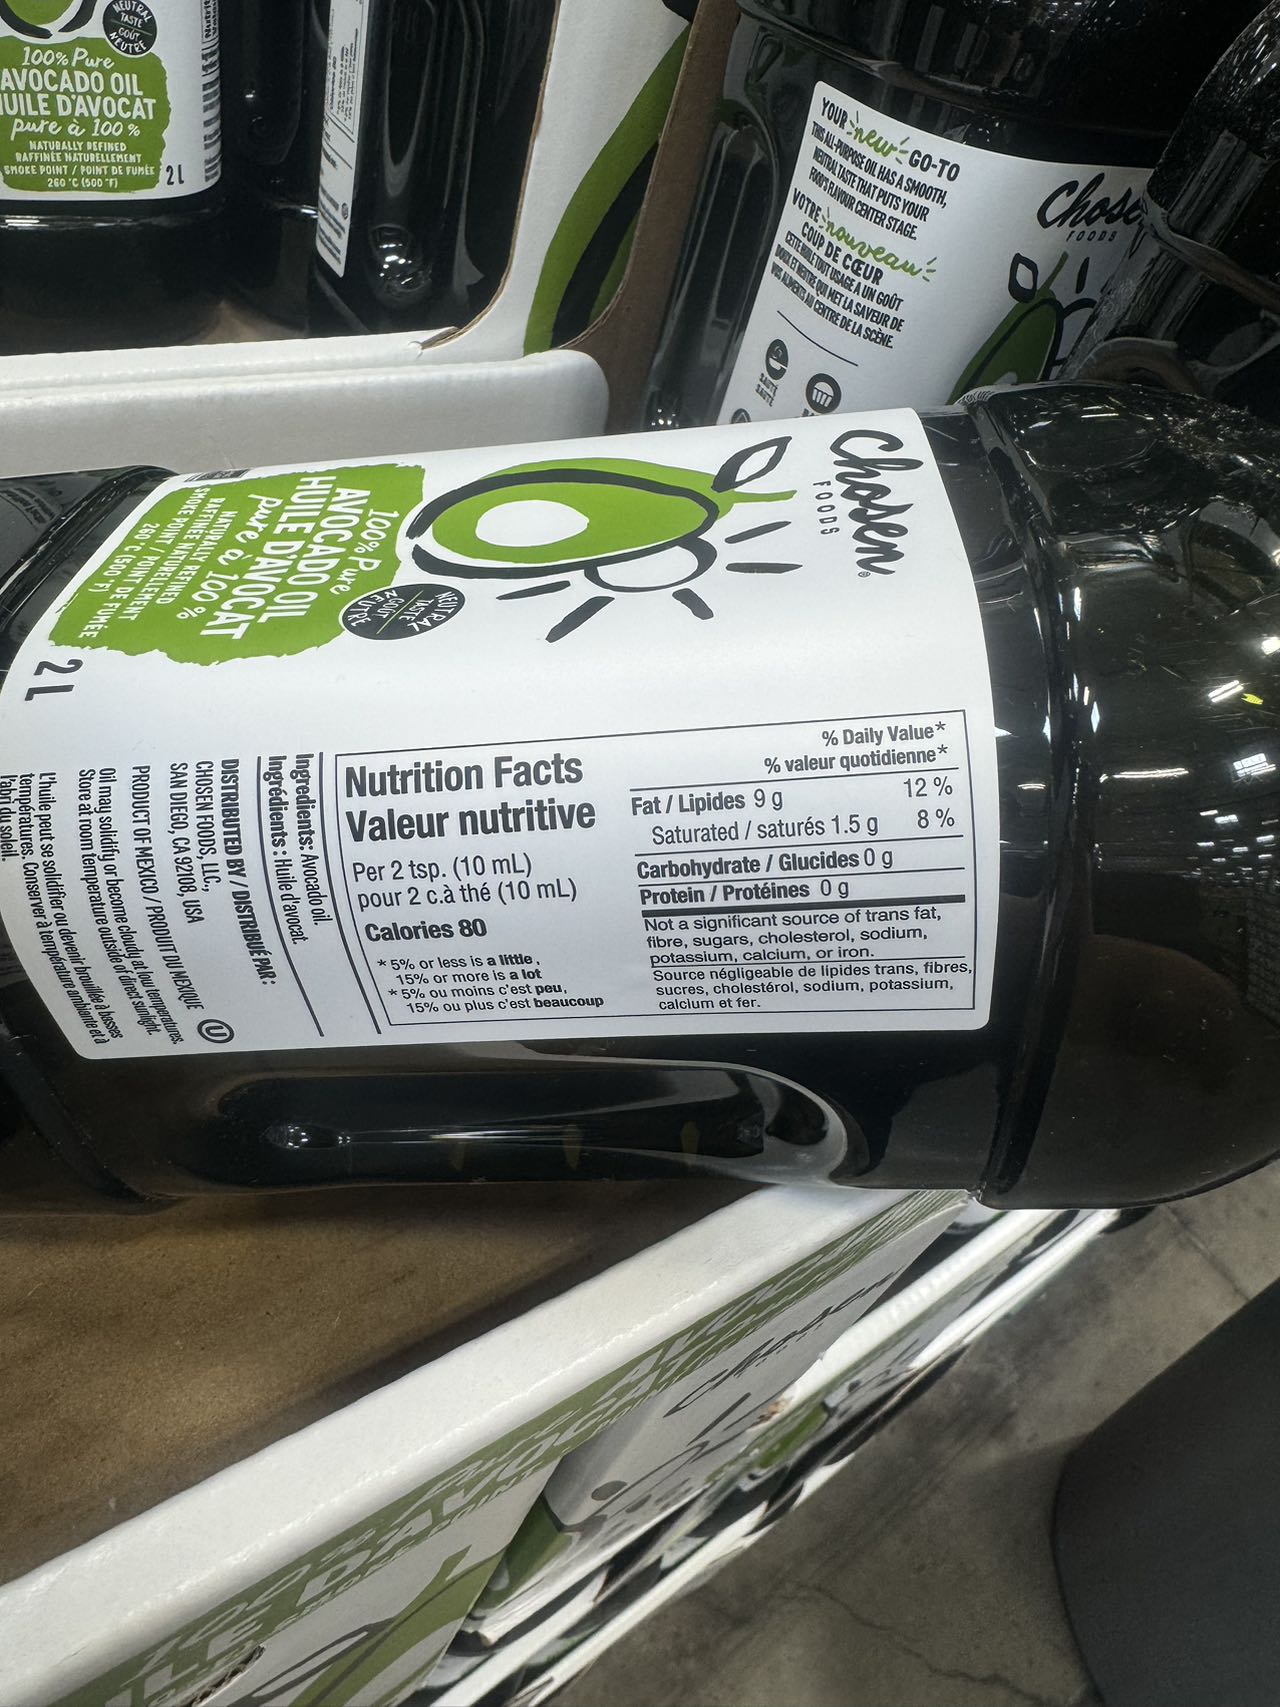 NEUTRAL
TASTE
GOÛT
NEUTRE
100% Pure
AVOCADO OIL
HUILE D'AVOCAT
pure à 100 %
NATURALLY REFINED
RAFFINÉE NATURELLEMENT
SMOKE POINT / POINT DE FUMÉE
260 °C (500 °F)
2 L
YOUR new GO-TO
THIS ALL-PURPOSE OIL HAS A SMOOTH,
NEUTRAL TASTE THAT PUTS YOUR
FOOD'S FLAVOUR CENTER STAGE.
VOTRE nouveau
COUP DE CŒUR
CETTE HUILE TOUT USAGE A UN GOÛT
DOUX ET NEUTRE QUI MET LA SAVEUR DE
VOS ALIMENTS AU CENTRE DE LA SCÈNE.
SAUTÉ
SAUTÉ
Chosen
FOODS
Chosen®
FOODS
NEUTRAL
TASTE
GOÛT
NEUTRE
100% Pure
AVOCADO OIL
HUILE D'AVOCAT
pure à 100 %
NATURALLY REFINED
RAFFINÉE NATURELLEMENT
SMOKE POINT / POINT DE FUMÉE
260 °C (500 °F)
2 L
Nutrition Facts
Valeur nutritive
Per 2 tsp. (10 mL)
pour 2 c.à thé (10 mL)
Calories 80
* 5% or less is a little,
15% or more is a lot
* 5% ou moins c'est peu,
15% ou plus c'est beaucoup
% Daily Value*
% valeur quotidienne*
Fat / Lipides 9 g 12 %
Saturated / saturés 1.5 g 8 %
Carbohydrate / Glucides 0 g
Protein / Protéines 0 g
Not a significant source of trans fat,
fibre, sugars, cholesterol, sodium,
potassium, calcium, or iron.
Source négligeable de lipides trans, fibres,
sucres, cholestérol, sodium, potassium,
calcium et fer.
Ingredients: Avocado oil.
Ingrédients : Huile d'avocat.
DISTRIBUTED BY / DISTRIBUÉ PAR :
CHOSEN FOODS, LLC.,
SAN DIEGO, CA 92108, USA
PRODUCT OF MEXICO / PRODUIT DU MEXIQUE
U
Oil may solidify or become cloudy at low temperatures.
Store at room temperature outside of direct sunlight.
L'huile peut se solidifier ou devenir brouillée à basses
températures. Conserver à température ambiante et à
l'abri du soleil.